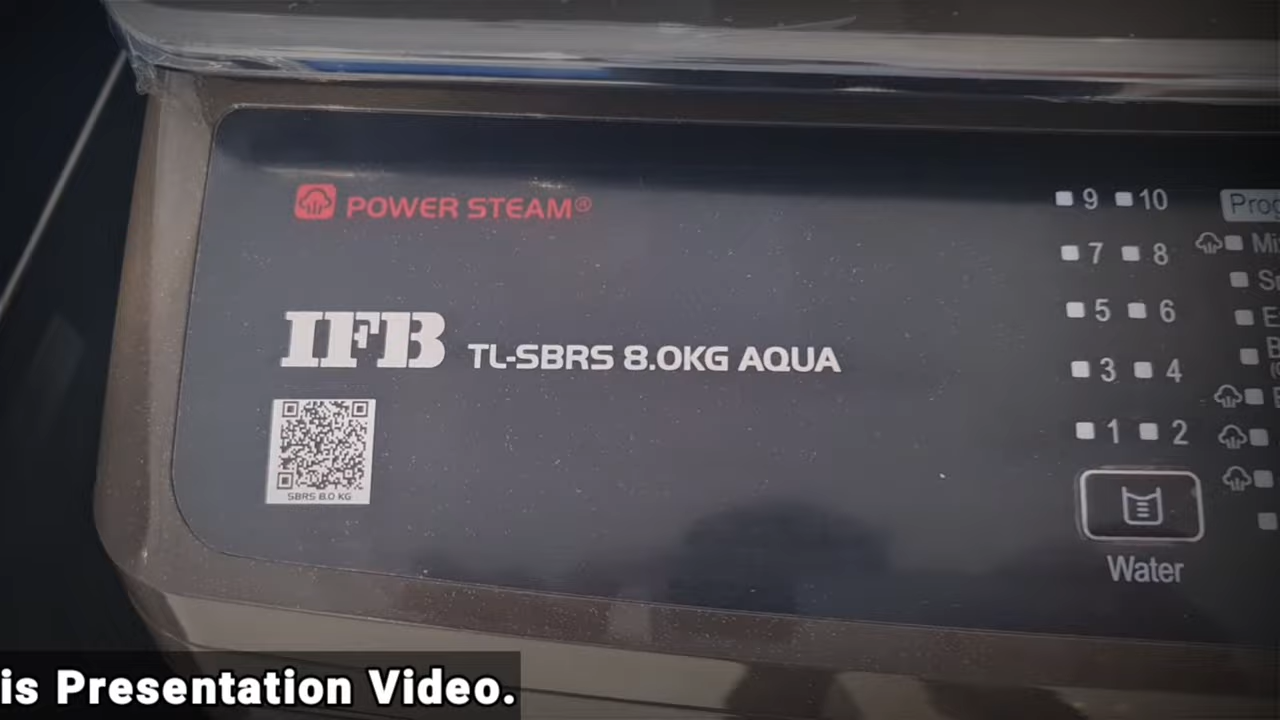 POWER STEAM®
IFB TL-SBRS 8.0KG AQUA
SBRS 8.0 KG
9 10
7 8
5 6
3 4
1 2
Water
is Presentation Video.